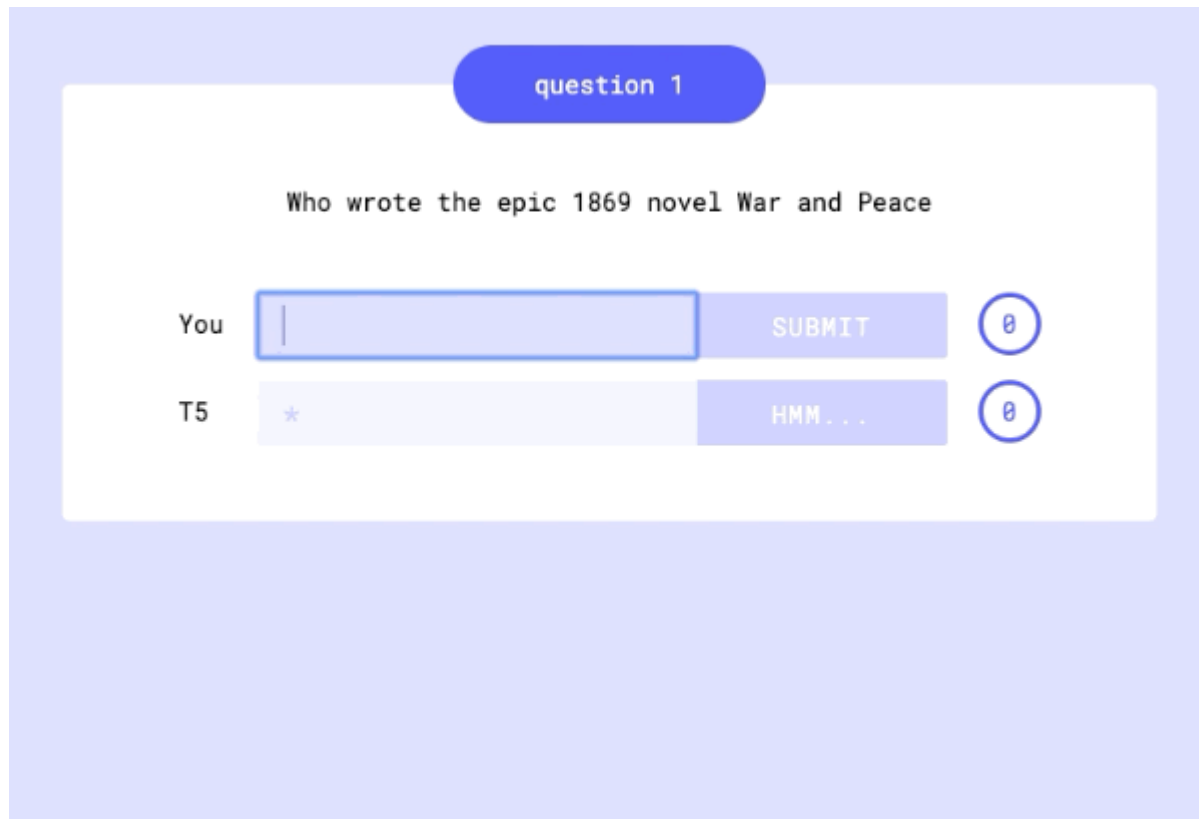 question 1
Who wrote the epic 1869 novel War and Peace
You SUBMIT 0
T5 * HMM... 0